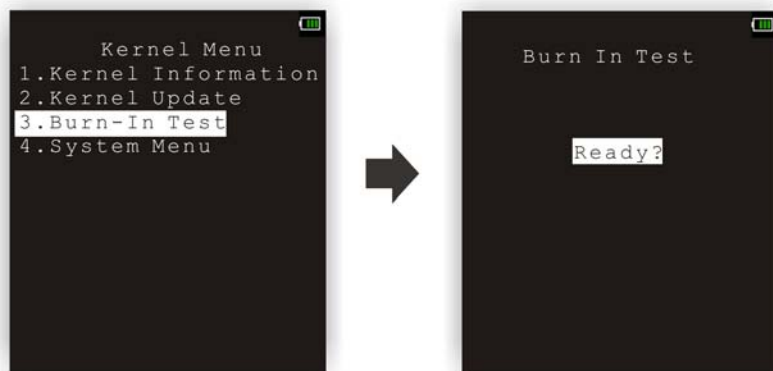 Kernel Menu
1.Kernel Information
2.Kernel Update
3.Burn-In Test
4.System Menu
Burn In Test
Ready?